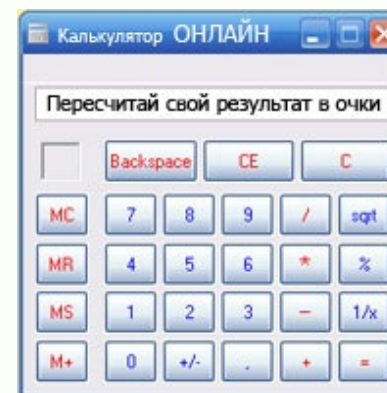 Калькулятор ОНЛАЙН
Пересчитай свой результат в очки
Backspace CE C
MC 7 8 9 / sqrt
MR 4 5 6 * %
MS 1 2 3 - 1/x
M+ 0 +/- . + =